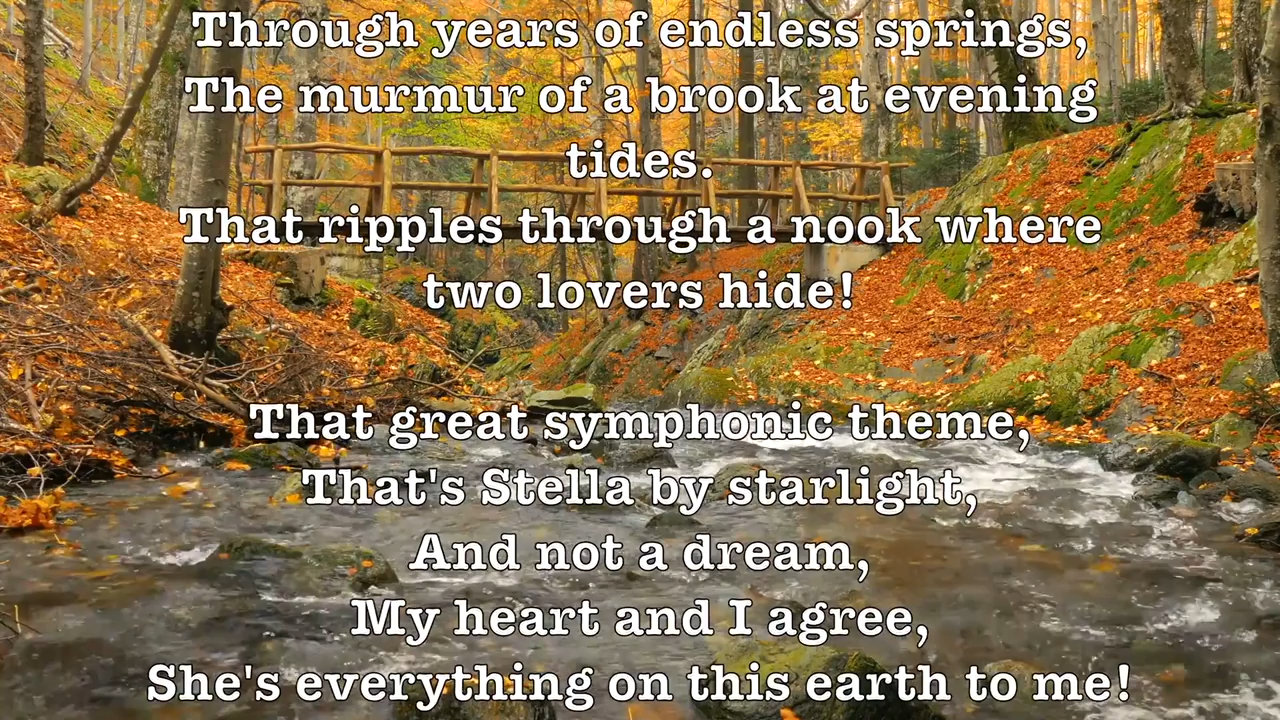 Through years of endless springs,
The murmur of a brook at evening
tides.
That ripples through a nook where
two lovers hide!
That great symphonic theme,
That's Stella by starlight,
And not a dream,
My heart and I agree,
She's everything on this earth to me!